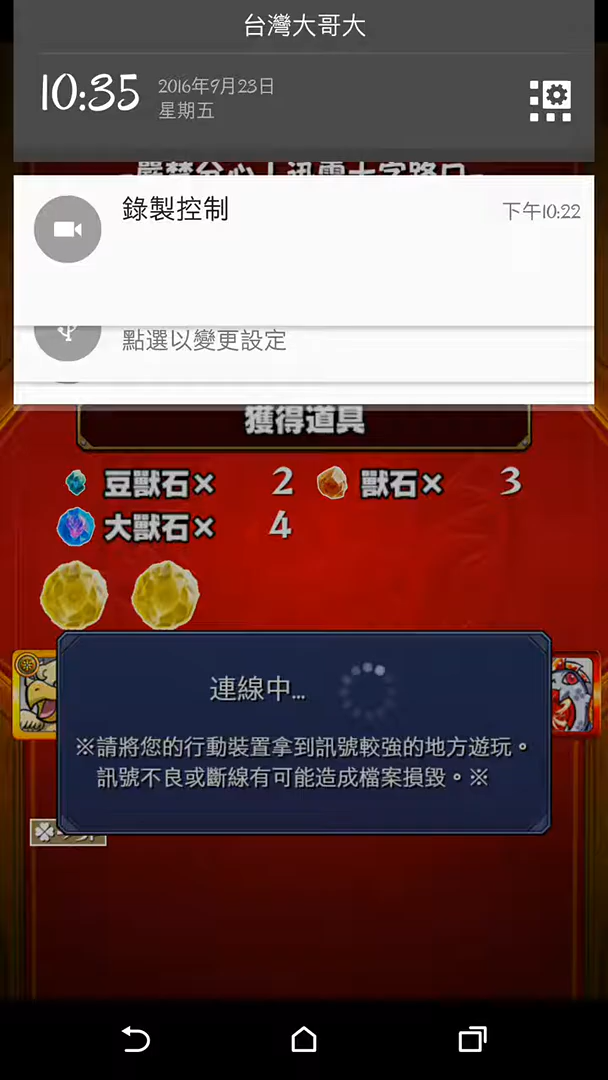 台灣大哥大
10:35
2016年9月23日
星期五
錄製控制
下午10:22
點選以變更設定
獲得道具
豆獸石× 2 獸石× 3
大獸石× 4
連線中...
※請將您的行動裝置拿到訊號較強的地方遊玩。
訊號不良或斷線有可能造成檔案損毀。※